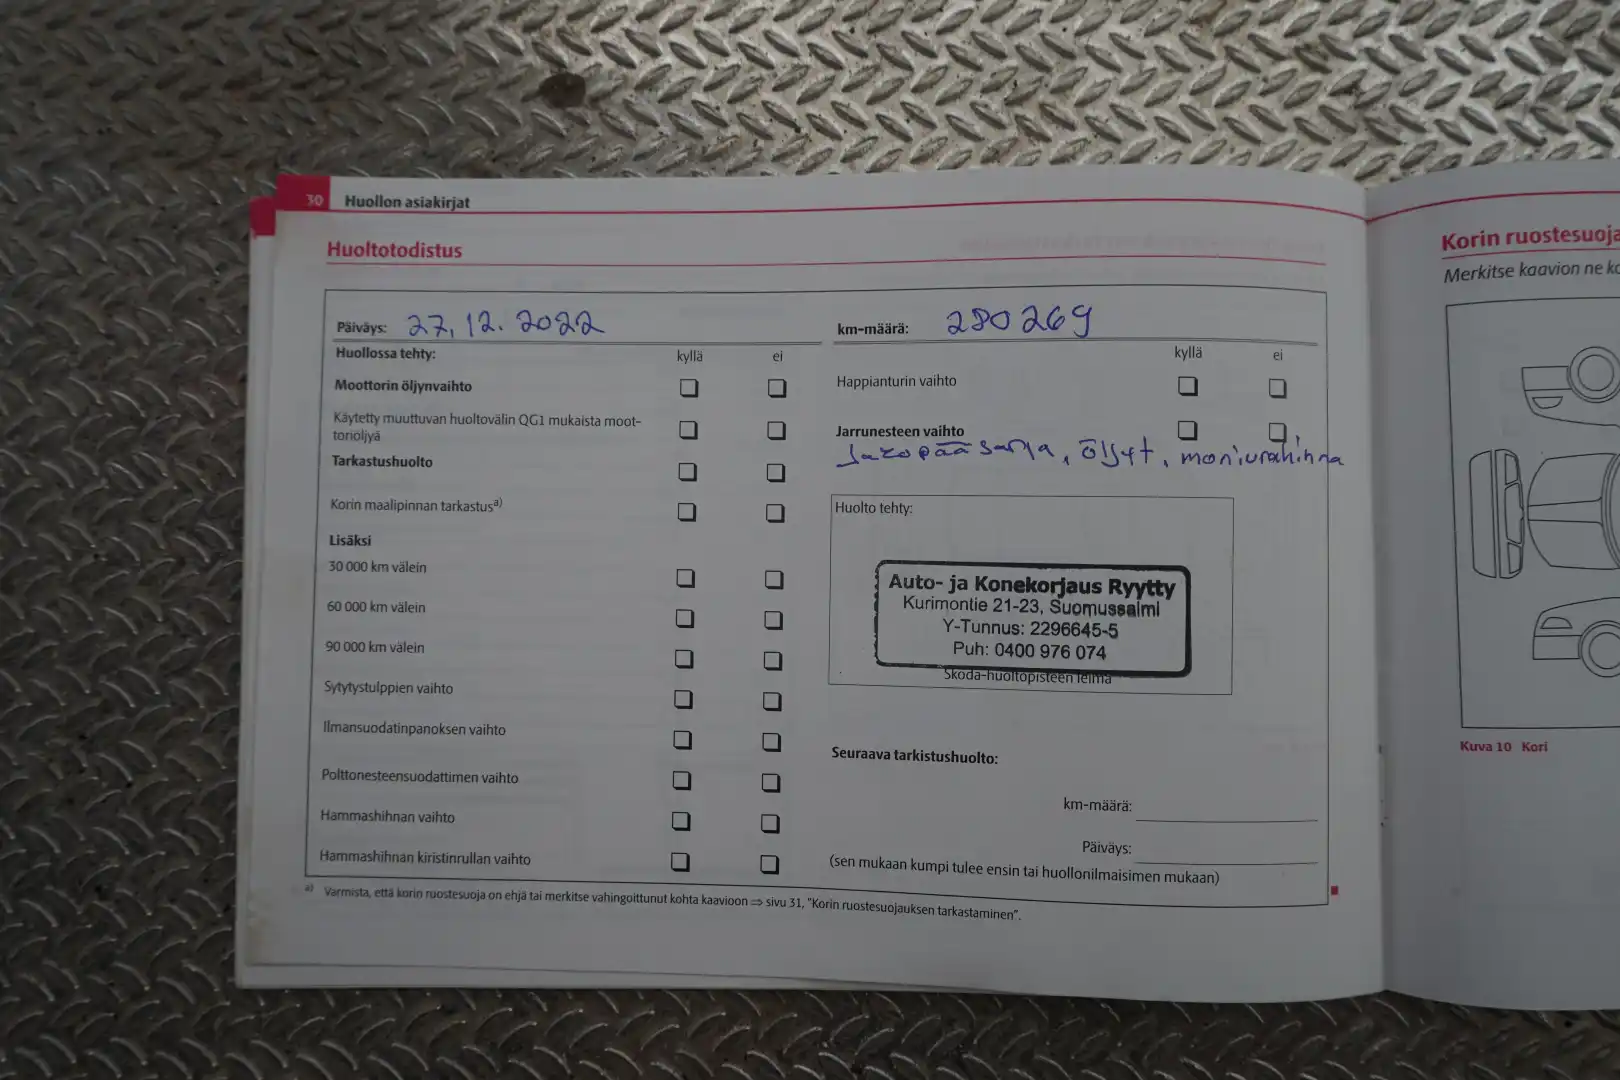 30 Huollon asiakirjat
Huoltotodistus
Päiväys: 27.12.2022
km-määrä: 280269
Huollossa tehty: kyllä ei
Moottorin öljynvaihto
Käytetty muuttuvan huoltovälin QG1 mukaista moot-
toriöljyä
Tarkastushuolto
Korin maalipinnan tarkastusa)
Lisäksi
30 000 km välein
60 000 km välein
90 000 km välein
Sytytystulppien vaihto
Ilmansuodatinpanoksen vaihto
Polttonesteensuodattimen vaihto
Hammashihnan vaihto
Hammashihnan kiristinrullan vaihto
kyllä ei
Happianturin vaihto
Jarrunesteen vaihto
Jakopääsarja, öljyt, moniurahihna
Huolto tehty:
Auto- ja Konekorjaus Ryytty
Kurimontie 21-23, Suomussalmi
Y-Tunnus: 2296645-5
Puh: 0400 976 074
Skoda-huoltopisteen leima
Seuraava tarkistushuolto:
km-määrä:
Päiväys:
(sen mukaan kumpi tulee ensin tai huollonilmaisimen mukaan)
a) Varmista, että korin ruostesuoja on ehjä tai merkitse vahingoittunut kohta kaavioon ⇒ sivu 31, "Korin ruostesuojauksen tarkastaminen".
Korin ruostesuoja
Merkitse kaavion ne ko
Kuva 10 Kori